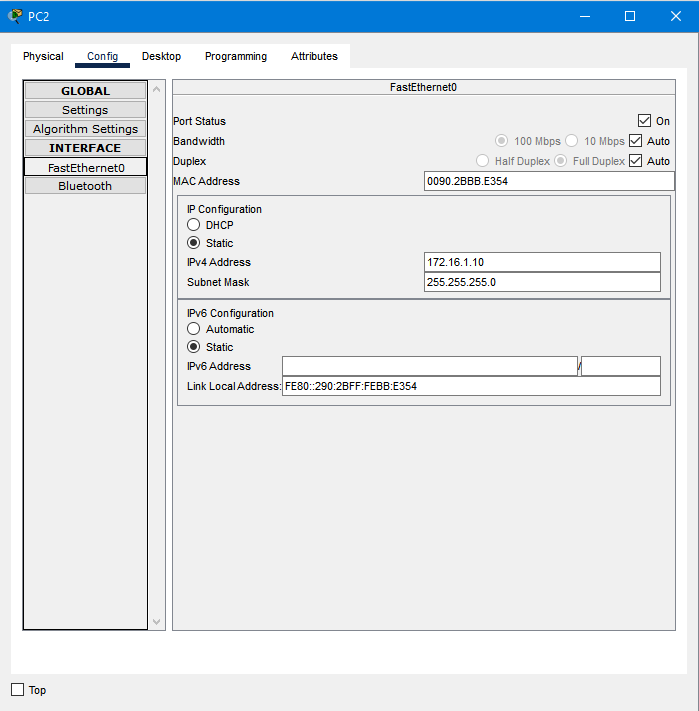 PC2
Physical Config Desktop Programming Attributes
GLOBAL
Settings
Algorithm Settings
INTERFACE
FastEthernet0
Bluetooth
FastEthernet0
Port Status On
Bandwidth 100 Mbps 10 Mbps Auto
Duplex Half Duplex Full Duplex Auto
MAC Address 0090.2BBB.E354
IP Configuration
DHCP
Static
IPv4 Address 172.16.1.10
Subnet Mask 255.255.255.0
IPv6 Configuration
Automatic
Static
IPv6 Address /
Link Local Address: FE80::290:2BFF:FEBB:E354
Top